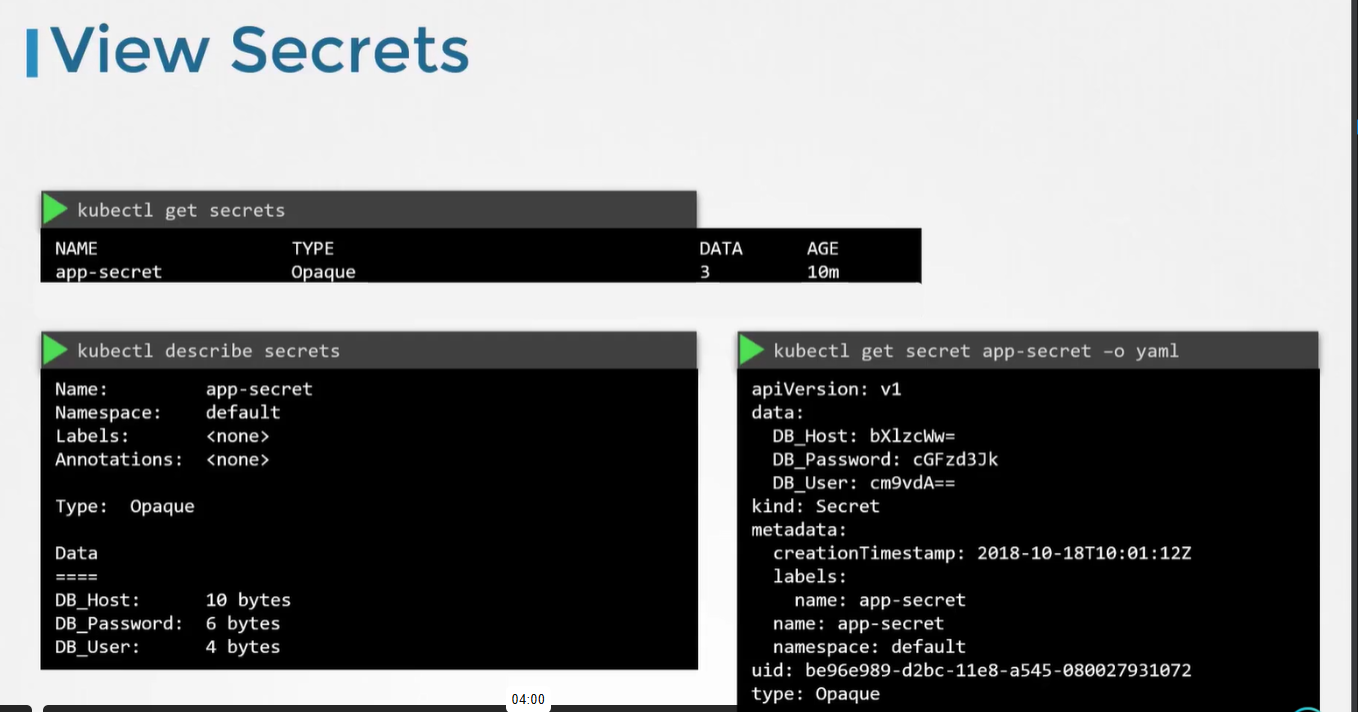 View Secrets
kubectl get secrets
NAME TYPE DATA AGE
app-secret Opaque 3 10m
kubectl describe secrets
Name: app-secret
Namespace: default
Labels: <none>
Annotations: <none>
Type: Opaque
Data
====
DB_Host: 10 bytes
DB_Password: 6 bytes
DB_User: 4 bytes
kubectl get secret app-secret –o yaml
apiVersion: v1
data:
DB_Host: bXlzcWw=
DB_Password: cGFzd3Jk
DB_User: cm9vdA==
kind: Secret
metadata:
creationTimestamp: 2018-10-18T10:01:12Z
labels:
name: app-secret
name: app-secret
namespace: default
uid: be96e989-d2bc-11e8-a545-080027931072
type: Opaque
04:00